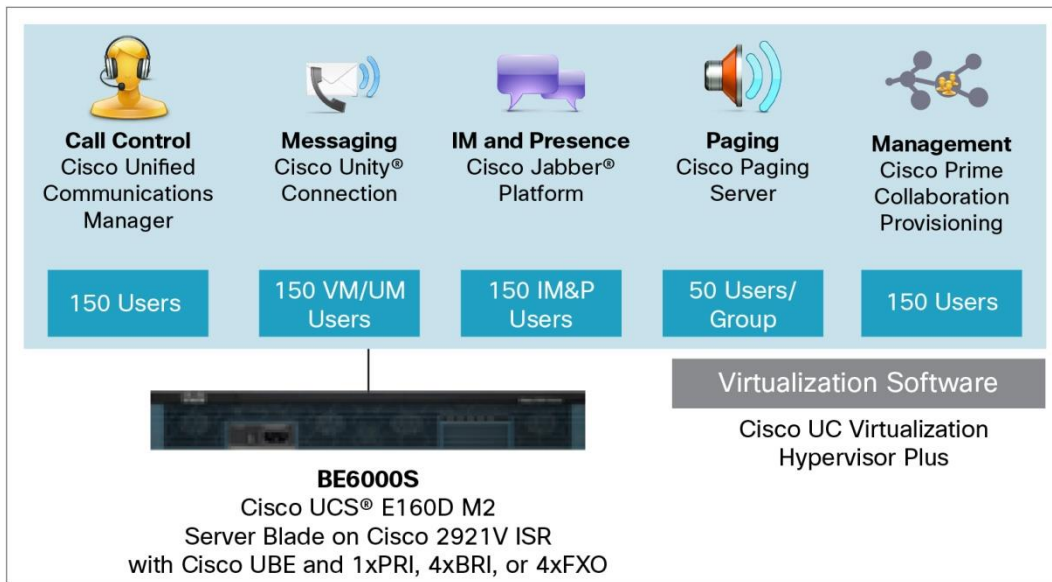 Call Control
Cisco Unified
Communications
Manager
150 Users
Messaging
Cisco Unity®
Connection
150 VM/UM
Users
IM and Presence
Cisco Jabber®
Platform
150 IM&P
Users
Paging
Cisco Paging
Server
50 Users/
Group
Management
Cisco Prime
Collaboration
Provisioning
150 Users
Virtualization Software
Cisco UC Virtualization
Hypervisor Plus
BE6000S
Cisco UCS® E160D M2
Server Blade on Cisco 2921V ISR
with Cisco UBE and 1xPRI, 4xBRI, or 4xFXO